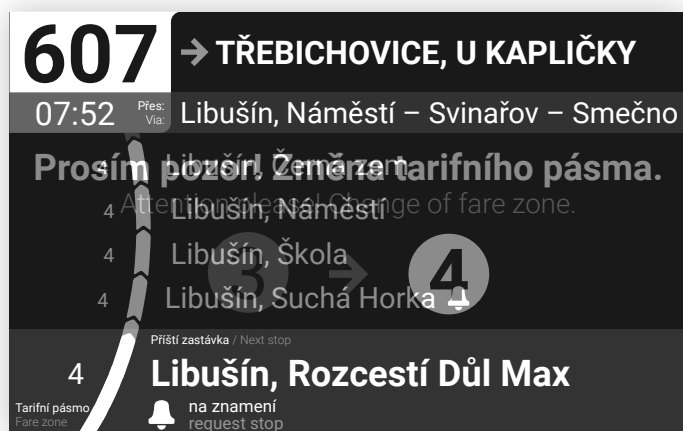 607 → TŘEBICHOVICE, U KAPLIČKY
07:52 Přes: Via: Libušín, Náměstí – Svinařov – Smečno
Prosím pozor! Změna tarifního pásma.
4 Libušín,
Attention please! Change of fare zone.
4 Libušín, Náměstí
4 Libušín, Škola
3 → 4
4 Libušín, Suchá Horka
Příští zastávka / Next stop
4 Libušín, Rozcestí Důl Max
Tarifní pásmo
Fare zone
na znamení
request stop